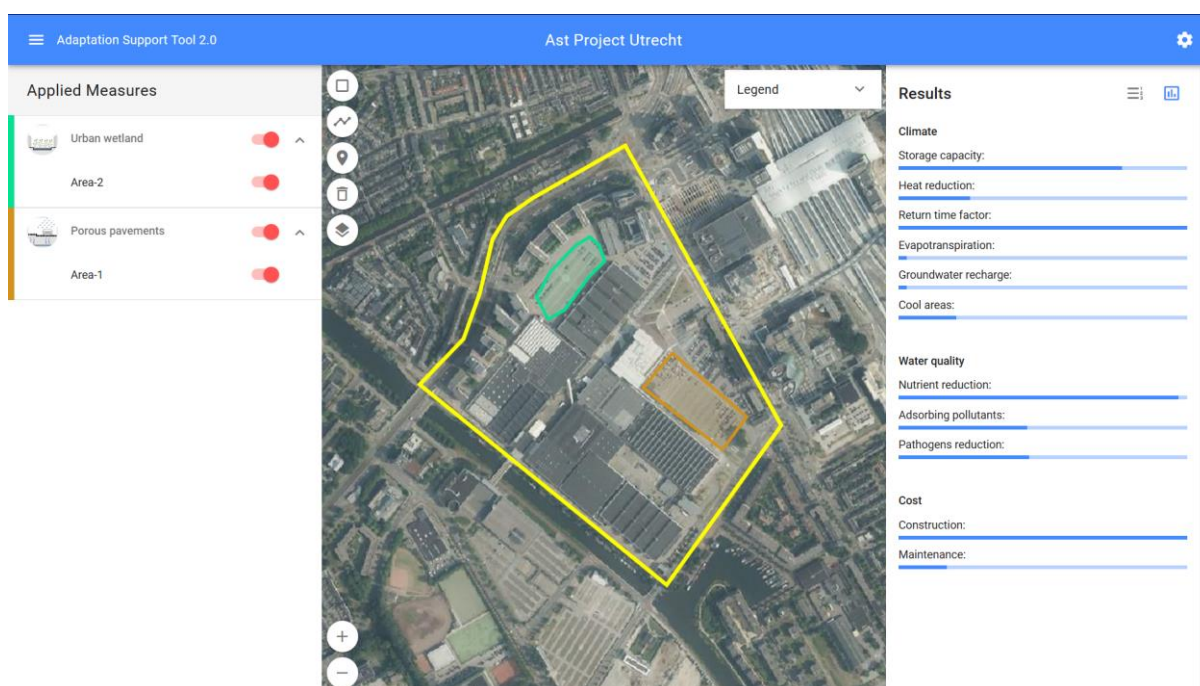 Adaptation Support Tool 2.0
Ast Project Utrecht
Applied Measures
Urban wetland
Area-2
Porous pavements
Area-1
Legend
Results
Climate
Storage capacity:
Heat reduction:
Return time factor:
Evapotranspiration:
Groundwater recharge:
Cool areas:
Water quality
Nutrient reduction:
Adsorbing pollutants:
Pathogens reduction:
Cost
Construction:
Maintenance: